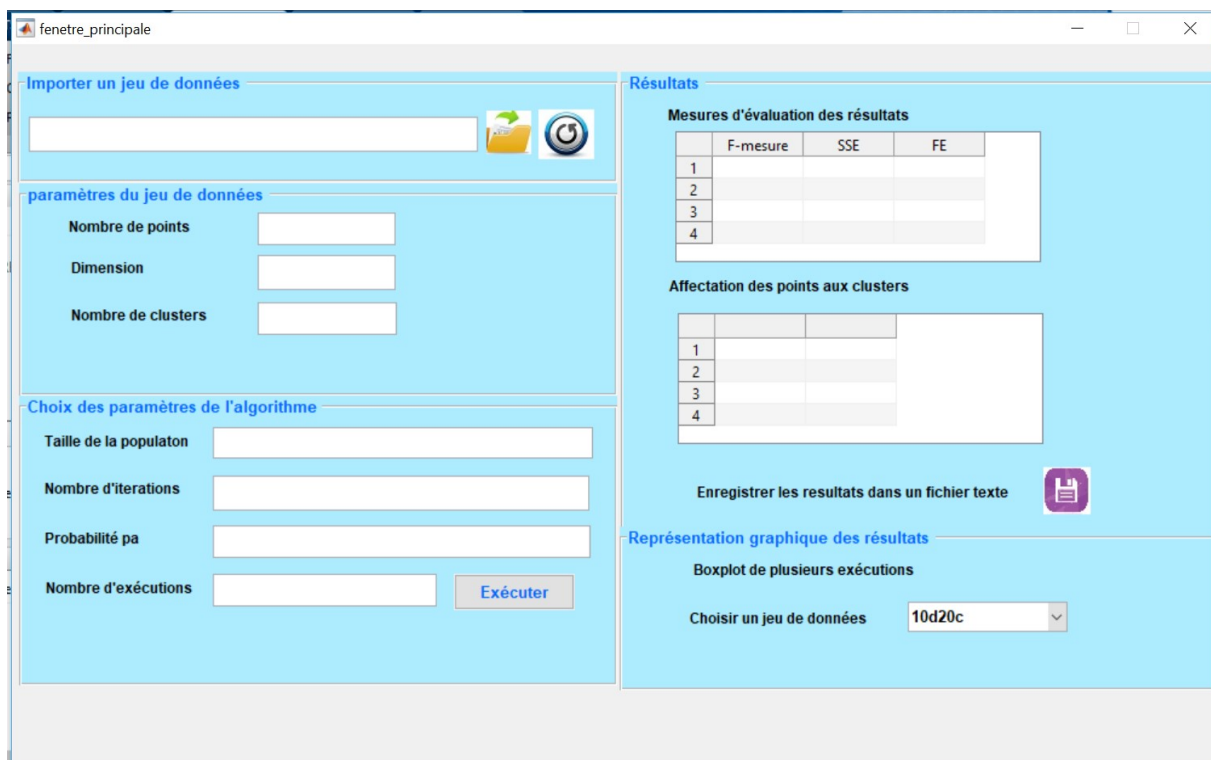 fenetre_principale
Importer un jeu de données
paramètres du jeu de données
Nombre de points
Dimension
Nombre de clusters
Choix des paramètres de l'algorithme
Taille de la populaton
Nombre d'iterations
Probabilité pa
Nombre d'exécutions
Exécuter
Résultats
Mesures d'évaluation des résultats
F-mesure SSE FE
1
2
3
4
Affectation des points aux clusters
1
2
3
4
Enregistrer les resultats dans un fichier texte
Représentation graphique des résultats
Boxplot de plusieurs exécutions
Choisir un jeu de données
10d20c